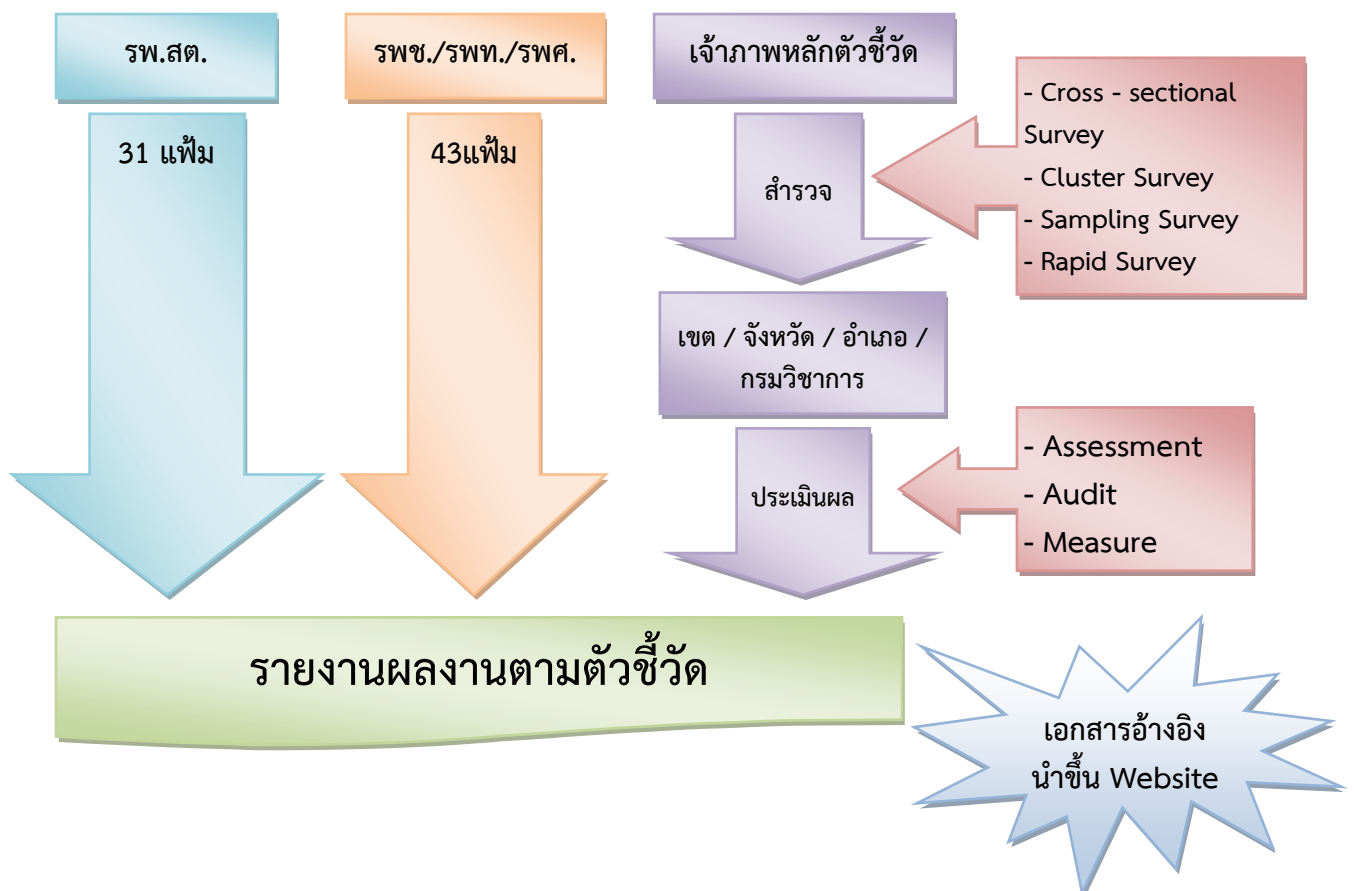 รพ.สต.
รพช./รพท./รพศ.
เจ้าภาพหลักตัวชี้วัด
31 แฟ้ม
43แฟ้ม
สำรวจ
- Cross - sectional
Survey
- Cluster Survey
- Sampling Survey
- Rapid Survey
เขต / จังหวัด / อำเภอ /
กรมวิชาการ
ประเมินผล
- Assessment
- Audit
- Measure
รายงานผลงานตามตัวชี้วัด
เอกสารอ้างอิง
นำขึ้น Website